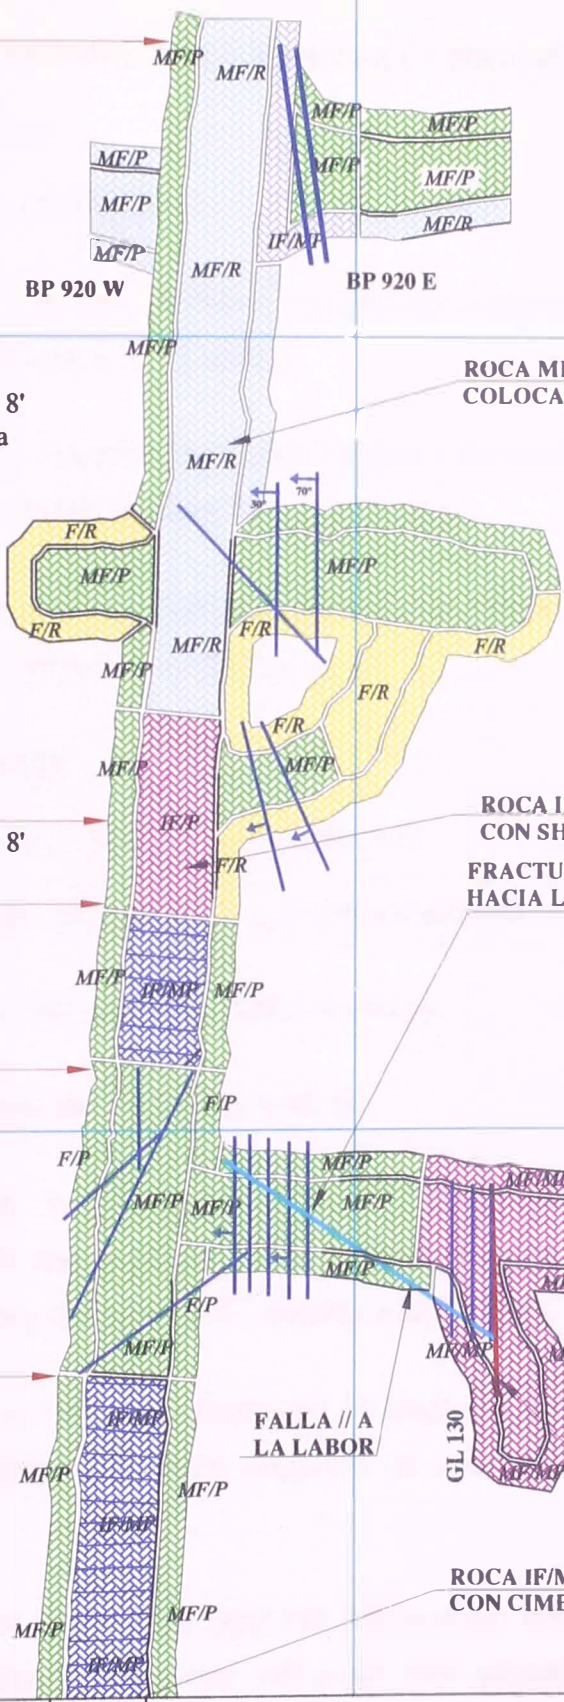 MF/P
MF/R
MF/P
MF/P
MF/P
MF/P
MF/P
MF/P
MF/R
MF/P
IF/MP
MF/R
BP 920 W
BP 920 E
MF/P
ROCA
COLOCA
8'
a
MF/R
30°
70°
F/R
MF/P
MF/P
F/R
F/R
MF/R
F/R
MF/P
F/R
F/R
MF/P
MF/P
IF/P
ROCA
CON SH
8'
F/R
FRACTU
HACIA L
MF/P
IF/MP
MF/P
F/P
F/P
MF/P
MF/P
MF/P
MF/P
F/P
MF/P
MF/P
MF/MP
IF/MP
FALLA // A
LA LABOR
GL 130
MF/P
MF/P
IF/MP
MF/MP
ROCA IF/M
CON CIME
MF/P
MF/P
IF/MP